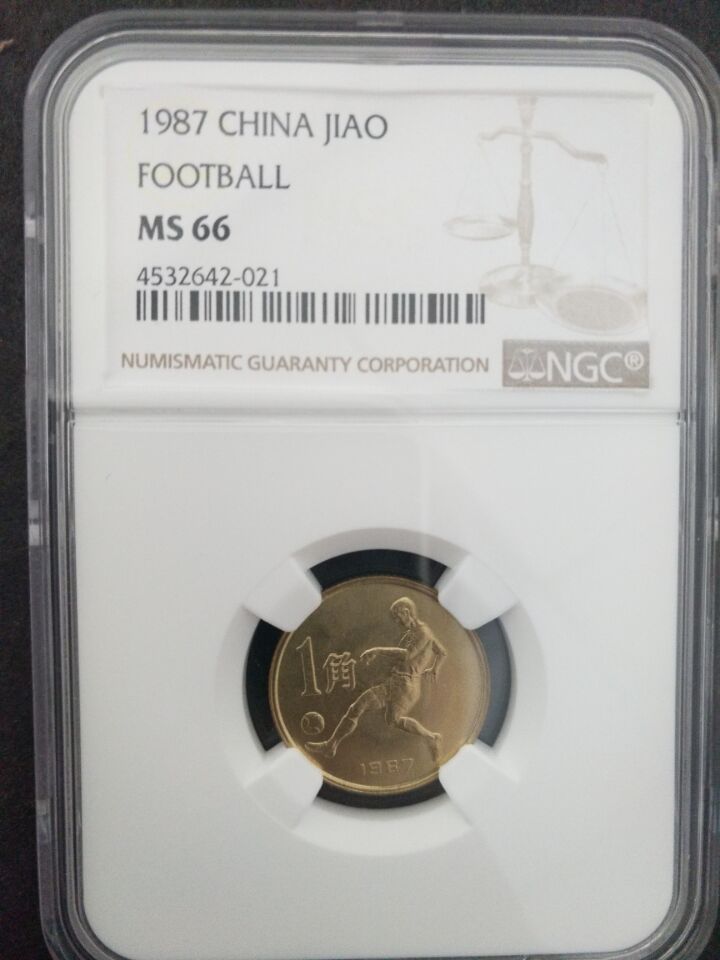 1987 CHINA JIAO
FOOTBALL
MS 66
4532642-021
NUMISMATIC GUARANTY CORPORATION
NGC®
1角
1987